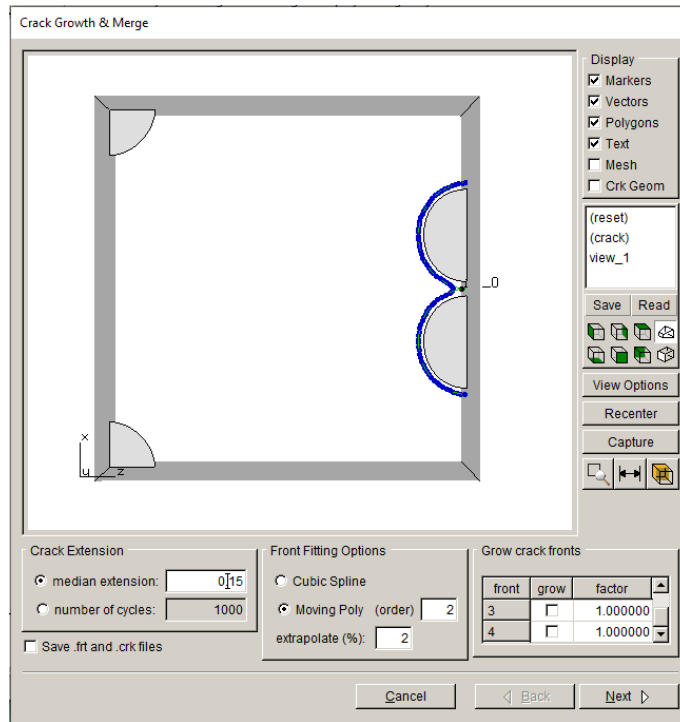 Crack Growth & Merge
_0
x
y z
Display
Markers
Vectors
Polygons
Text
Mesh
Crk Geom
(reset)
(crack)
view_1
Save Read
View Options
Recenter
Capture
Crack Extension
median extension: 0.15
number of cycles: 1000
Save .frt and .crk files
Front Fitting Options
Cubic Spline
Moving Poly (order) 2
extrapolate (%): 2
Grow crack fronts
front grow factor
3 1.000000
4 1.000000
Cancel Back Next